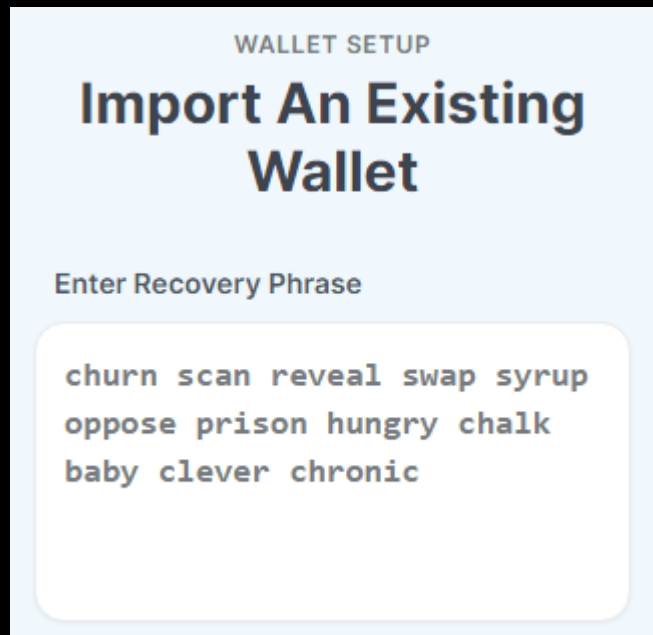 WALLET SETUP
Import An Existing
Wallet
Enter Recovery Phrase
churn scan reveal swap syrup
oppose prison hungry chalk
baby clever chronic